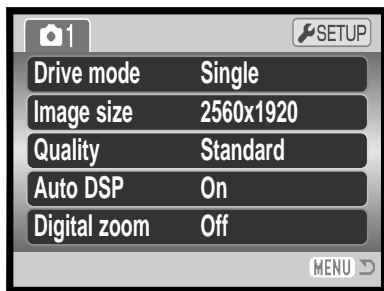 1 SETUP
Drive mode Single
Image size 2560x1920
Quality Standard
Auto DSP On
Digital zoom Off
MENU